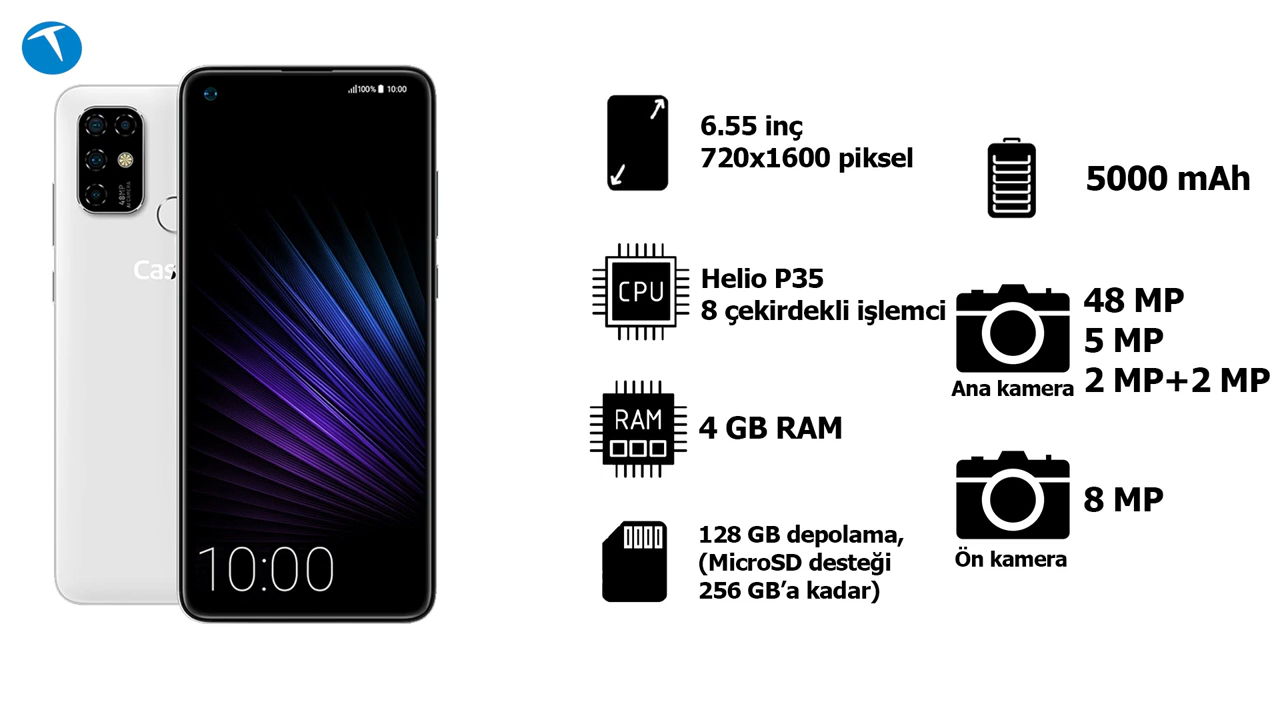 100% 10:00
48MP
AI CAMERA
Cas
10:00
6.55 inç
720x1600 piksel
CPU
Helio P35
8 çekirdekli işlemci
RAM
4 GB RAM
128 GB depolama,
(MicroSD desteği
256 GB’a kadar)
5000 mAh
48 MP
5 MP
2 MP+2 MP
Ana kamera
8 MP
Ön kamera